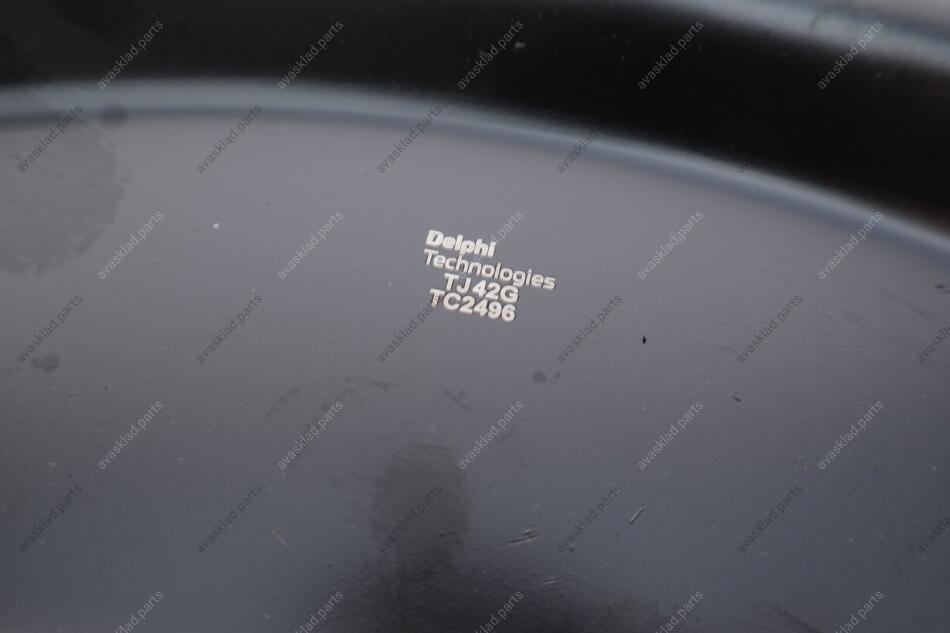 Delphi
Technologies
TJ42G
TC2496
avasklad.parts